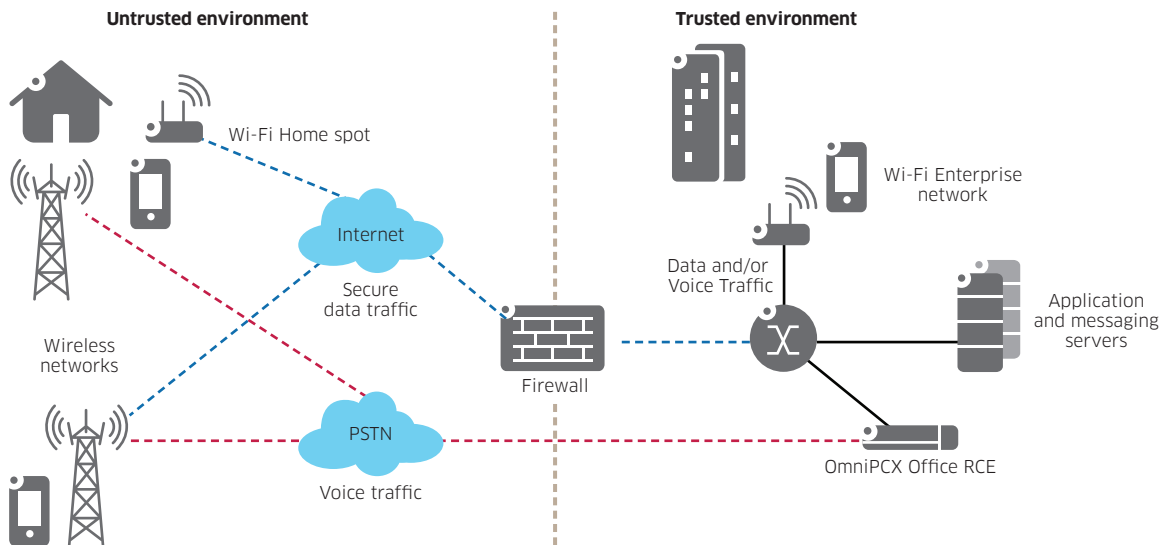 Untrusted environment
Trusted environment
Wi-Fi Home spot
Wi-Fi Enterprise
network
Internet
Secure
data traffic
Data and/or
Voice Traffic
Application
and messaging
servers
Wireless
networks
Firewall
PSTN
Voice traffic
OmniPCX Office RCE